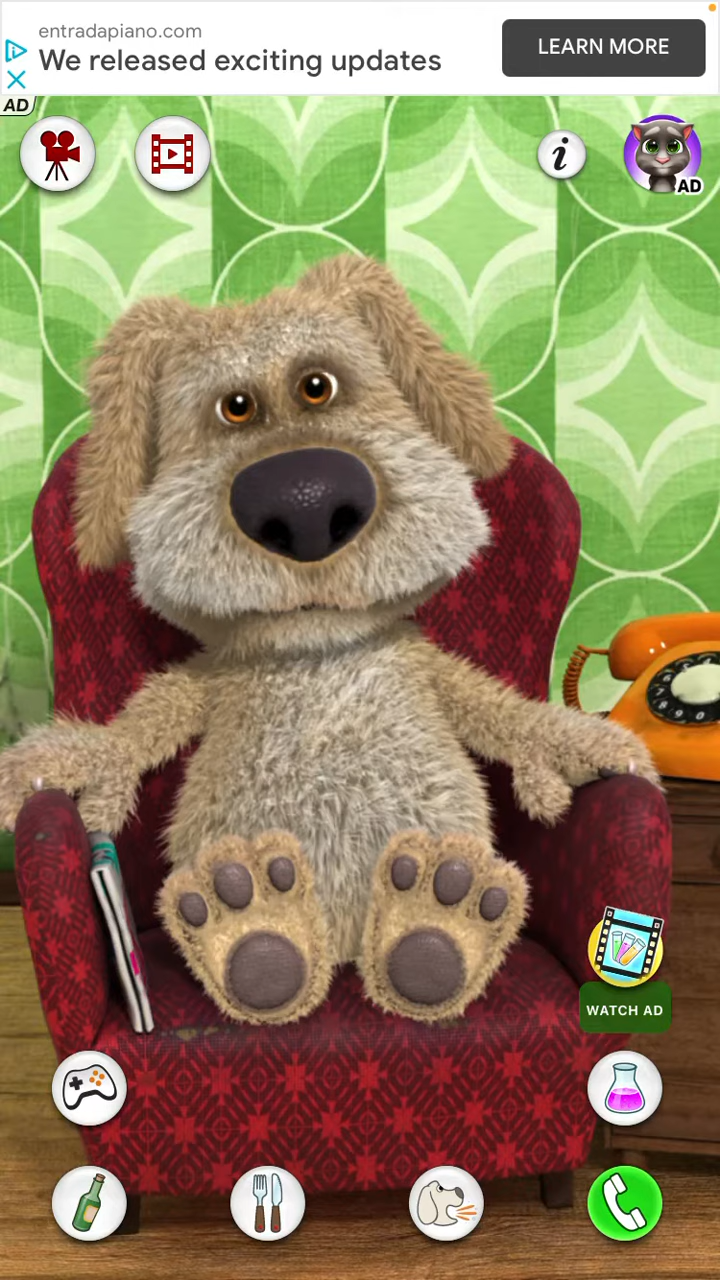 entradapiano.com
We released exciting updates
LEARN MORE
AD
i
AD
WATCH AD